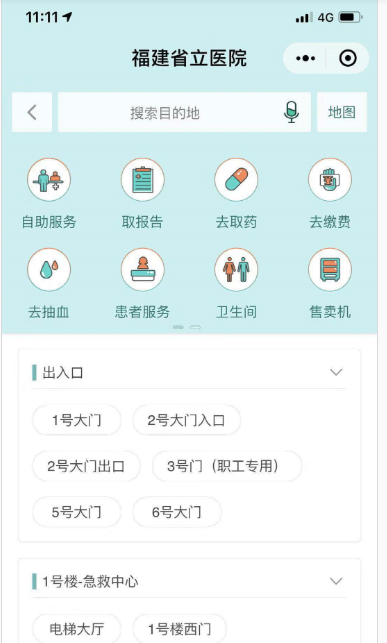 11:11 4G
福建省立医院
搜索目的地 地图
自助服务 取报告 去取药 去缴费
去抽血 患者服务 卫生间 售卖机
出入口
1号大门 2号大门入口
2号大门出口 3号门（职工专用）
5号大门 6号大门
1号楼-急救中心
电梯大厅 1号楼西门